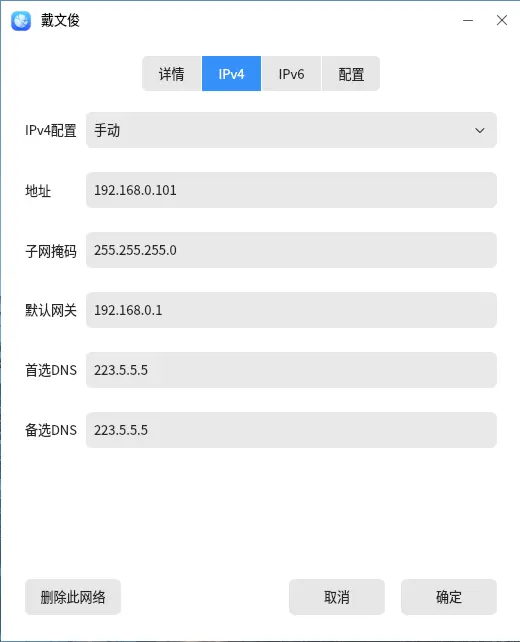 戴文俊
详情 IPv4 IPv6 配置
IPv4配置 手动
地址 192.168.0.101
子网掩码 255.255.255.0
默认网关 192.168.0.1
首选DNS 223.5.5.5
备选DNS 223.5.5.5
删除此网络 取消 确定